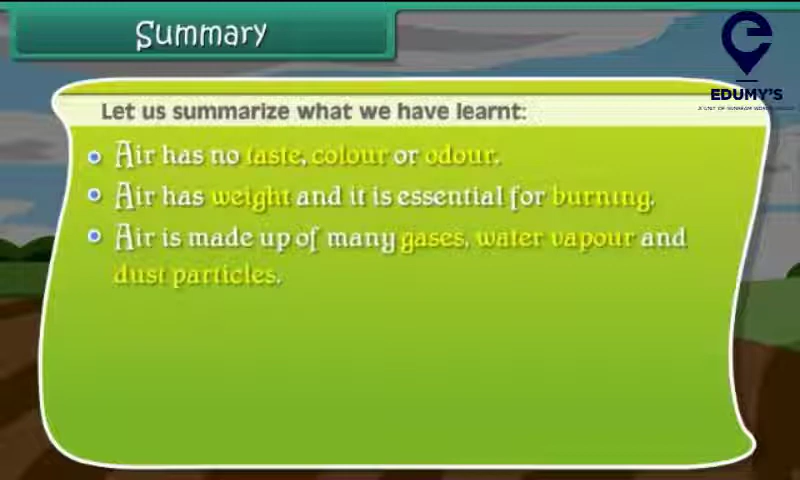 Summary
EDUMY'S
Let us summarize what we have learnt:
Air has no taste, colour or odour.
Air has weight and it is essential for burning.
Air is made up of many gases, water vapour and
dust particles.